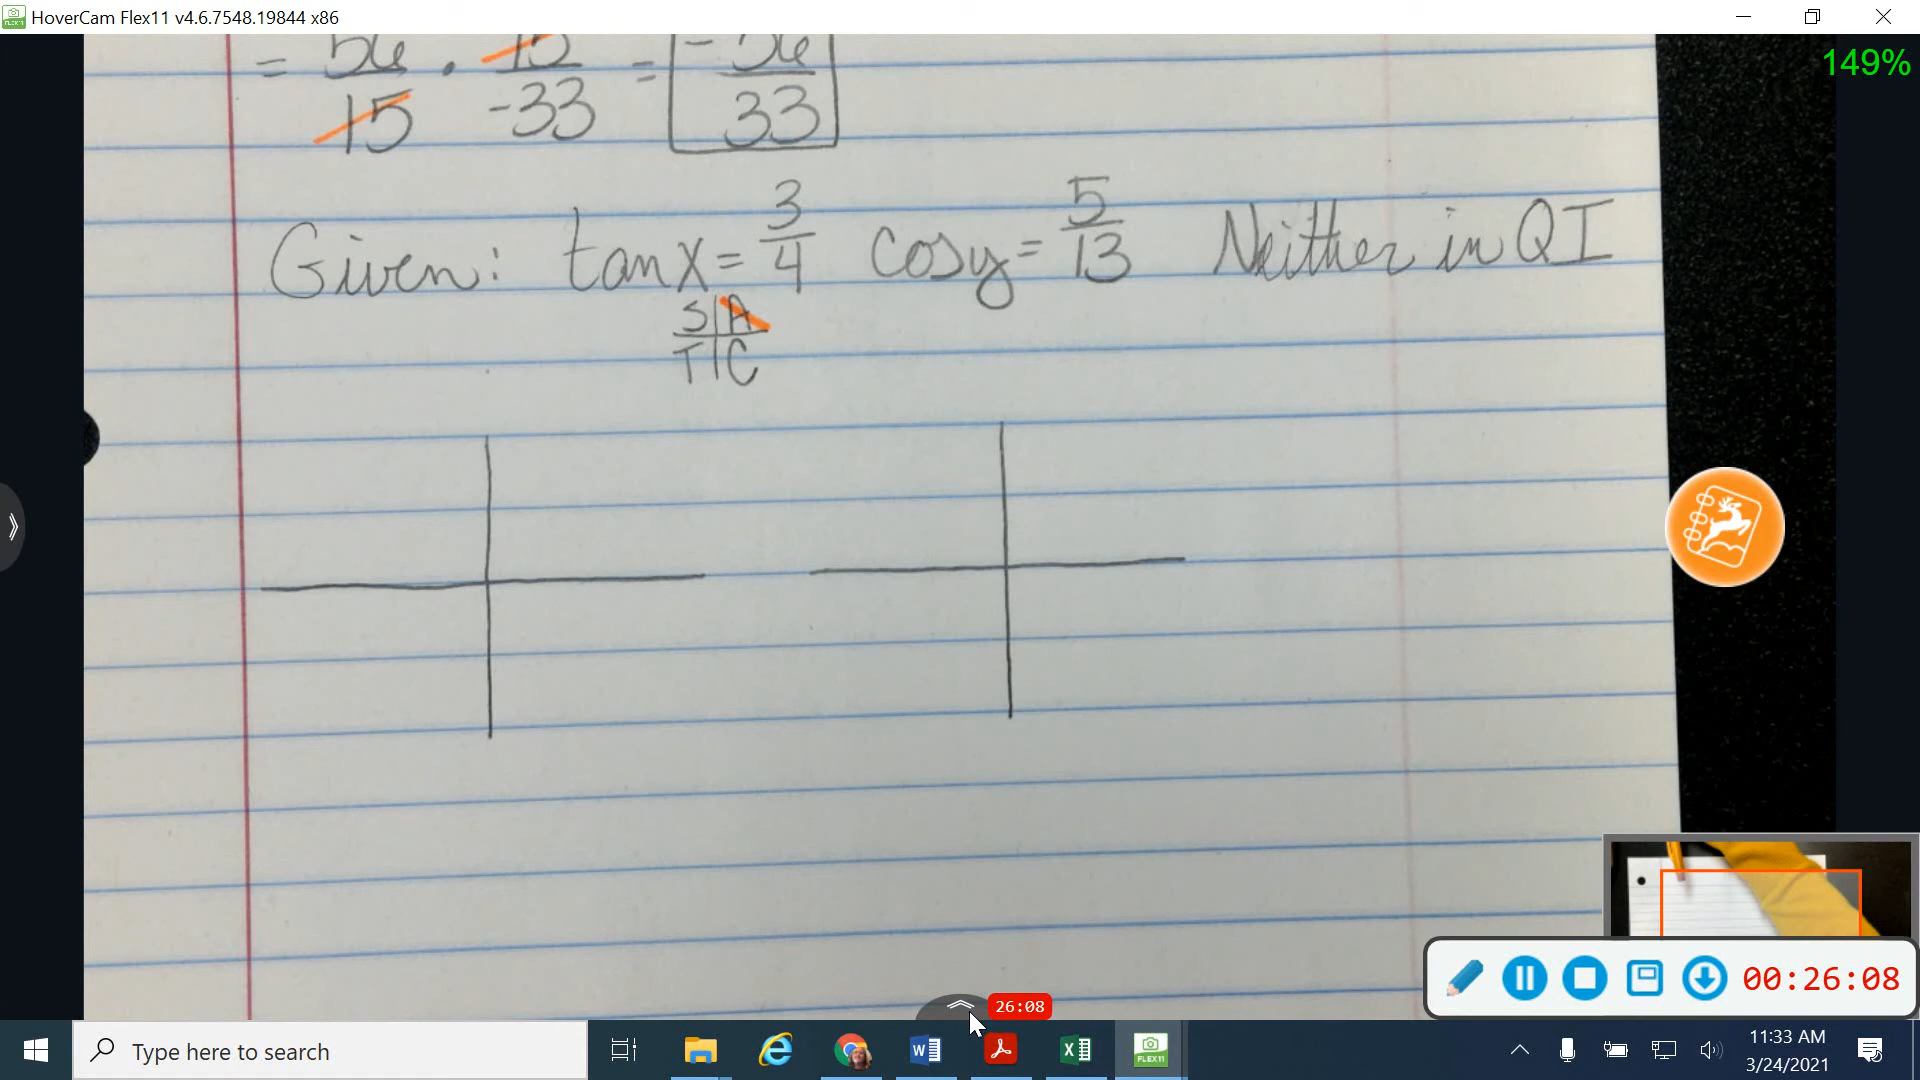 HoverCam Flex11 v4.6.7548.19844 x86
149%
= 56/15 · 15/-33 = -56/33
Given: tan x = 3/4 cos y = 5/13 Neither in QI
S A
T C
00:26:08
26:08
Type here to search
FLEX11
11:33 AM
3/24/2021